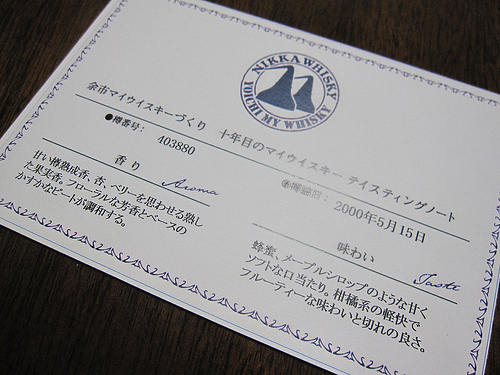 NIKKA WHISKY
YOICHI MY WHISKY
余市マイウイスキーづくり 十年目のマイウイスキー テイスティングノート
●樽番号: 403880
2000年5月15日
香り Aroma
甘い樽熟成香、杏、ベリーを思わせる熟し
た果実香。フローラルな芳香とベースの
かすかなピートが調和する。
味わい Taste
蜂蜜、メープルシロップのような甘く
ソフトな口当たり。柑橘系の軽快で
フルーティーな味わいと切れの良さ。